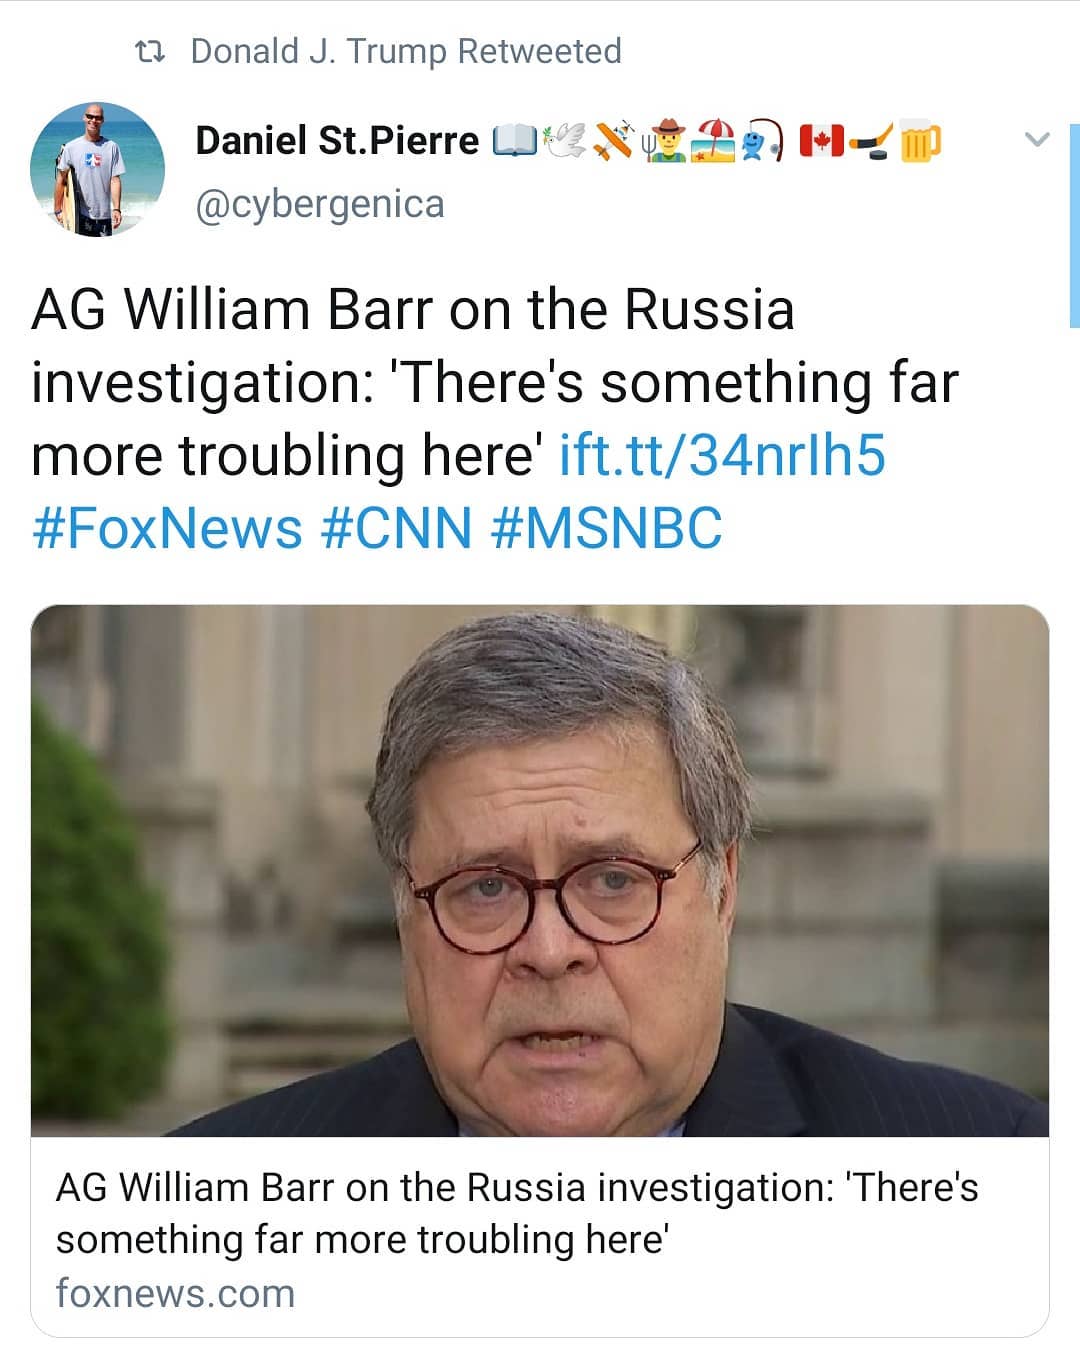 Donald J. Trump Retweeted
Daniel St.Pierre 📖🕊️🛩️👨‍🌾🏖️🎣🇨🇦🏒🍺
@cybergenica
AG William Barr on the Russia
investigation: 'There's something far
more troubling here' ift.tt/34nrIh5
#FoxNews #CNN #MSNBC
AG William Barr on the Russia investigation: 'There's
something far more troubling here'
foxnews.com